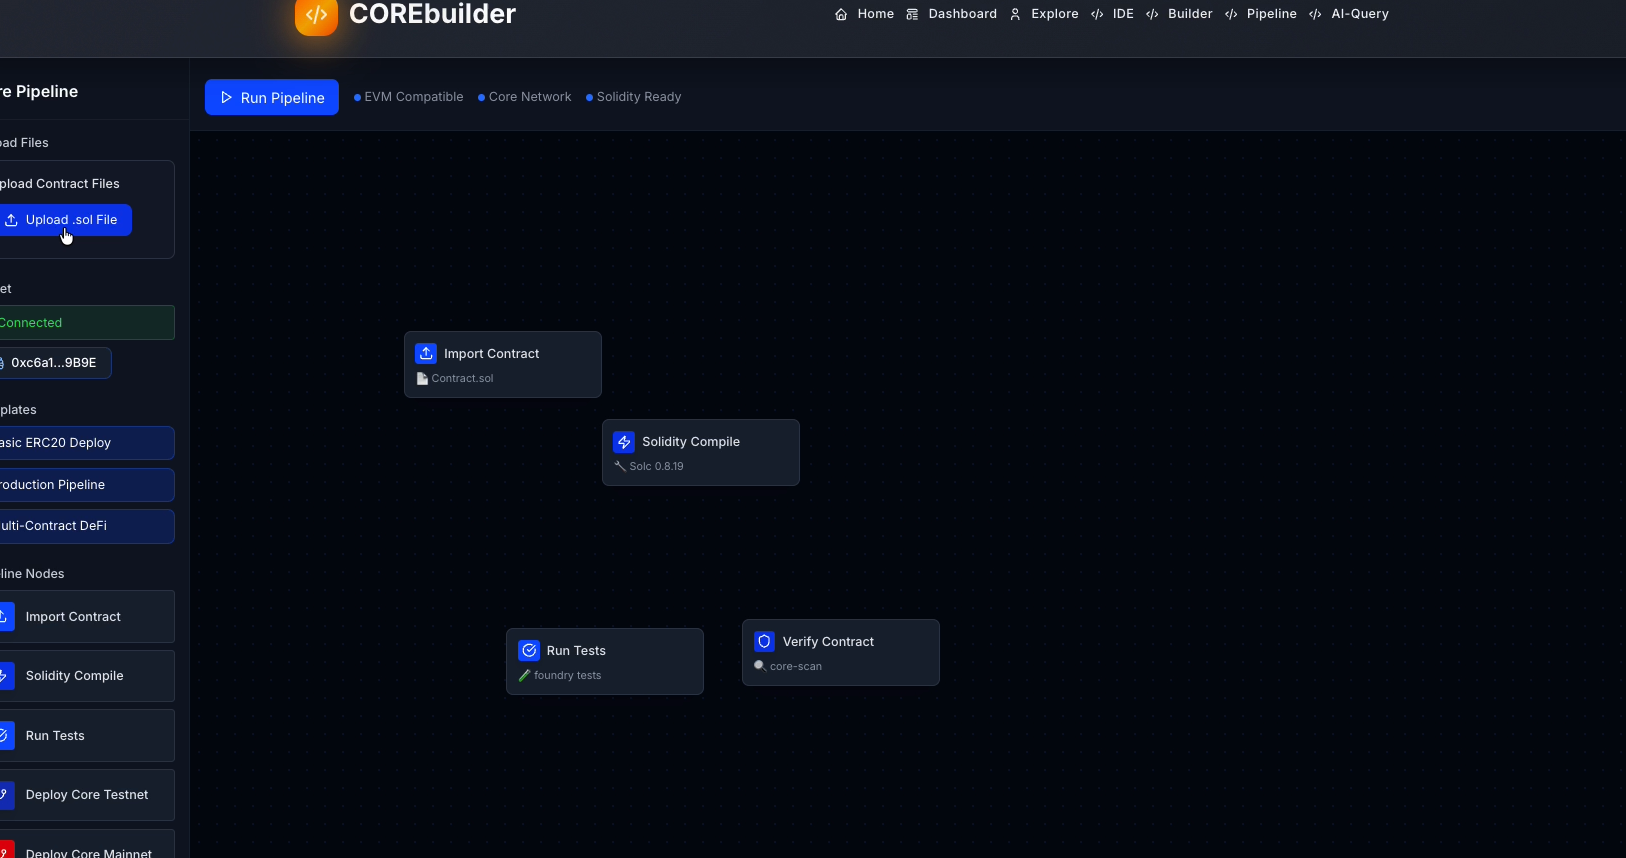 COREbuilder
Home Dashboard Explore IDE Builder Pipeline AI-Query
re Pipeline
Run Pipeline EVM Compatible Core Network Solidity Ready
oad Files
pload Contract Files
Upload .sol File
et
Connected
0xc6a1...9B9E
plates
asic ERC20 Deploy
roduction Pipeline
ulti-Contract DeFi
line Nodes
Import Contract
Solidity Compile
Run Tests
Deploy Core Testnet
Deploy Core Mainnet
Import Contract
Contract.sol
Solidity Compile
Solc 0.8.19
Run Tests
foundry tests
Verify Contract
core-scan